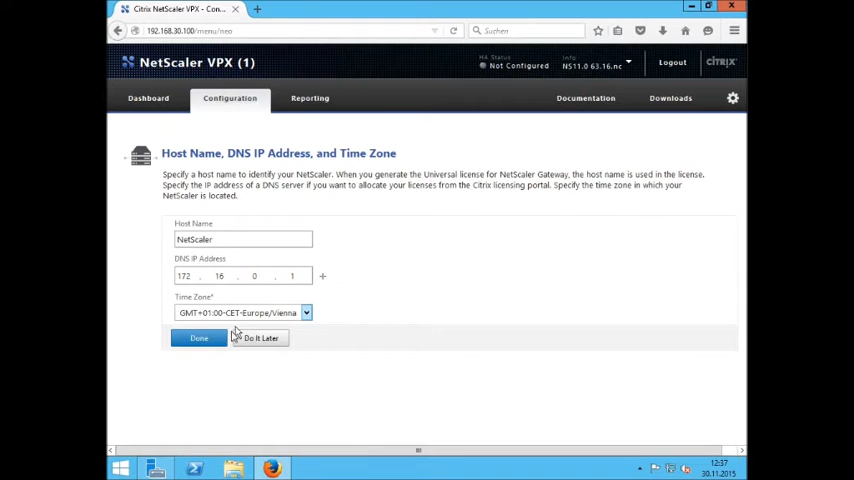 Citrix NetScaler VPX - Con...
192.168.30.100/menu/neo
Suchen
NetScaler VPX (1)
HA Status
Not Configured
Info
NS11.0 63.16.nc
Logout
CITRIX
Dashboard
Configuration
Reporting
Documentation
Downloads
Host Name, DNS IP Address, and Time Zone
Specify a host name to identify your NetScaler. When you generate the Universal license for NetScaler Gateway, the host name is used in the license.
Specify the IP address of a DNS server if you want to allocate your licenses from the Citrix licensing portal. Specify the time zone in which your
NetScaler is located.
Host Name
NetScaler
DNS IP Address
172 . 16 . 0 . 1
Time Zone*
GMT+01:00-CET-Europe/Vienna
Done
Do It Later
12:37
30.11.2015